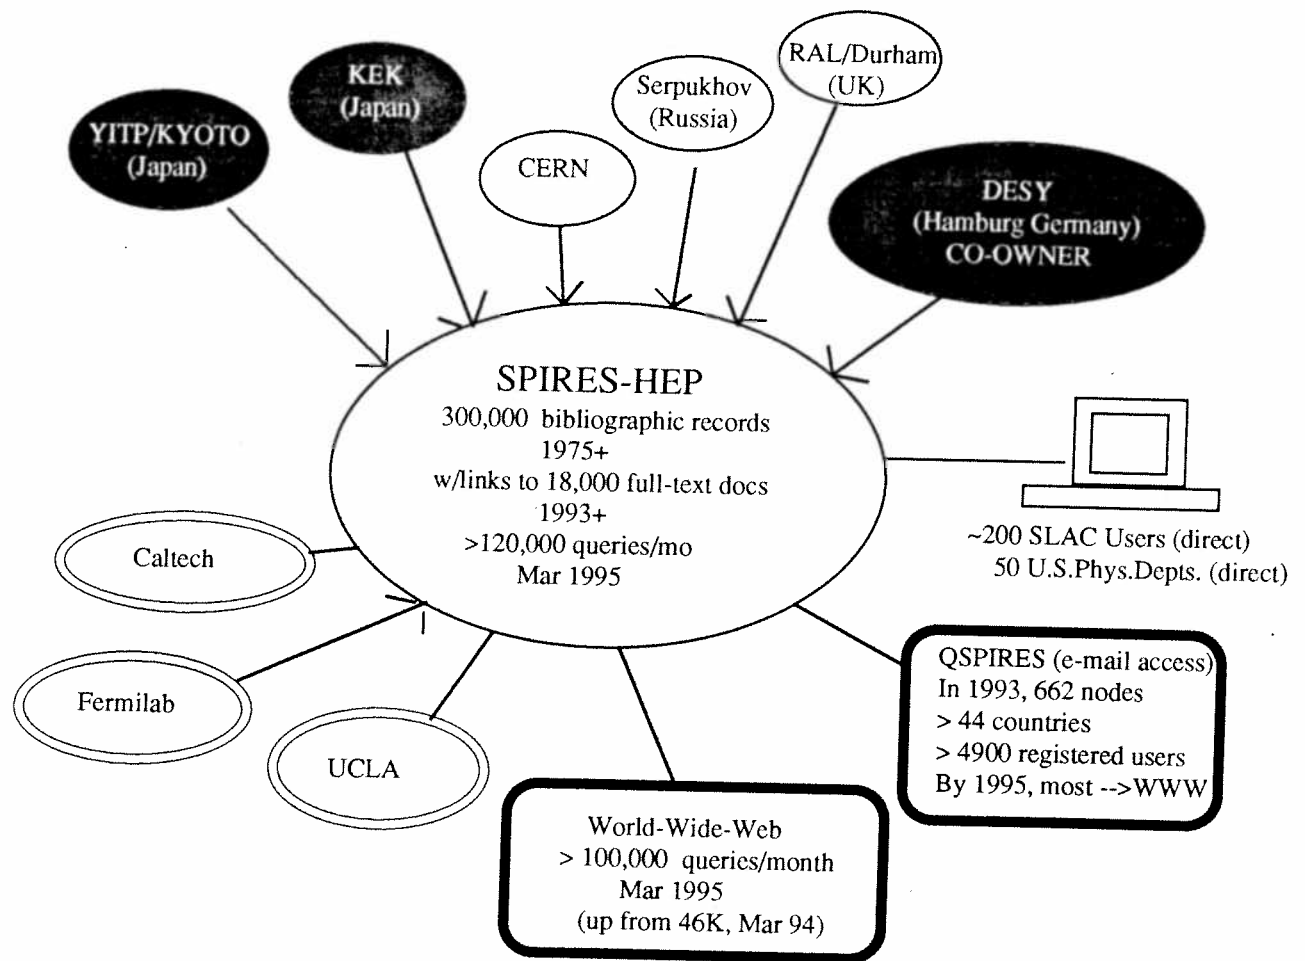 RAL/Durham
(UK)
KEK
(Japan)
Serpukhov
(Russia)
YITP/KYOTO
(Japan)
CERN
DESY
(Hamburg Germany)
CO-OWNER
SPIRES-HEP
300,000 bibliographic records
1975+
w/links to 18,000 full-text docs
1993+
>120,000 queries/mo
Mar 1995
~200 SLAC Users (direct)
50 U.S.Phys.Depts. (direct)
Caltech
Fermilab
UCLA
World-Wide-Web
> 100,000 queries/month
Mar 1995
(up from 46K, Mar 94)
QSPIRES (e-mail access)
In 1993, 662 nodes
> 44 countries
> 4900 registered users
By 1995, most -->WWW